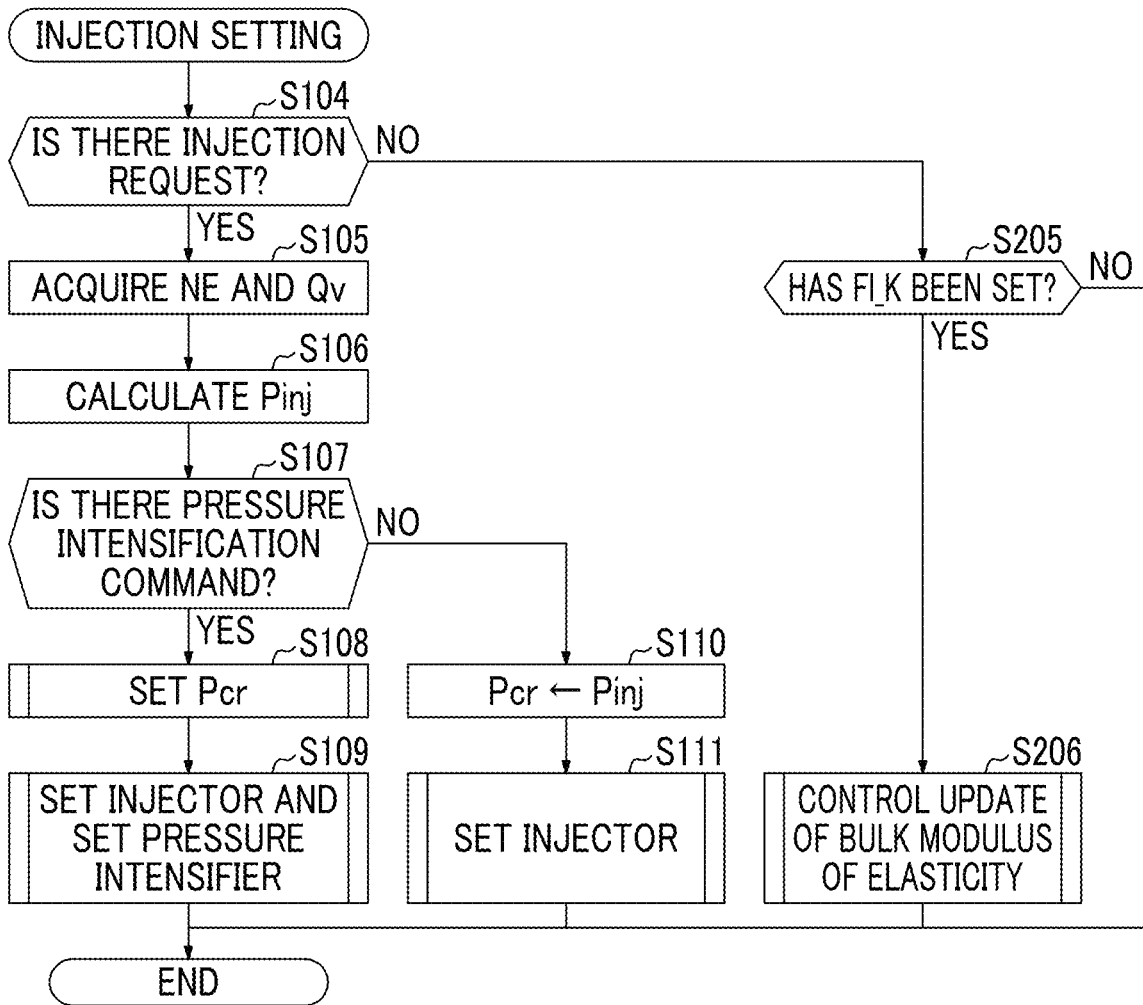 INJECTION SETTING
S104
IS THERE INJECTION
REQUEST?
NO
YES
S105
ACQUIRE NE AND Qv
S205
HAS FI_K BEEN SET?
NO
YES
S106
CALCULATE Pinj
S107
IS THERE PRESSURE
INTENSIFICATION
COMMAND?
NO
YES
S108
SET Pcr
S110
Pcr ← Pinj
S109
SET INJECTOR AND
SET PRESSURE
INTENSIFIER
S111
SET INJECTOR
S206
CONTROL UPDATE
OF BULK MODULUS
OF ELASTICITY
END